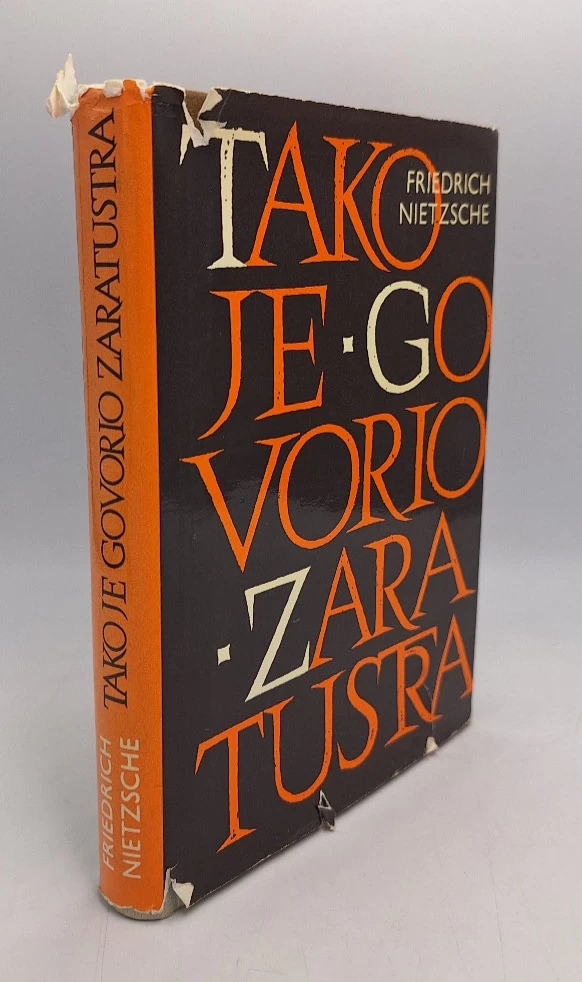 TAKO JE GOVORIO ZARATUSTRA
FRIEDRICH
NIETZSCHE
TAKO
FRIEDRICH
NIETZSCHE
JE · GO
VORIO
· ZARA
TUSTRA